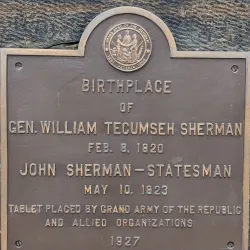 BIRTHPLACE
OF
GEN. WILLIAM TECUMSEH SHERMAN
FEB. 8, 1820
JOHN SHERMAN—STATESMAN
MAY 10, 1823
TABLET PLACED BY GRAND ARMY OF THE REPUBLIC
AND ALLIED ORGANIZATIONS
1927